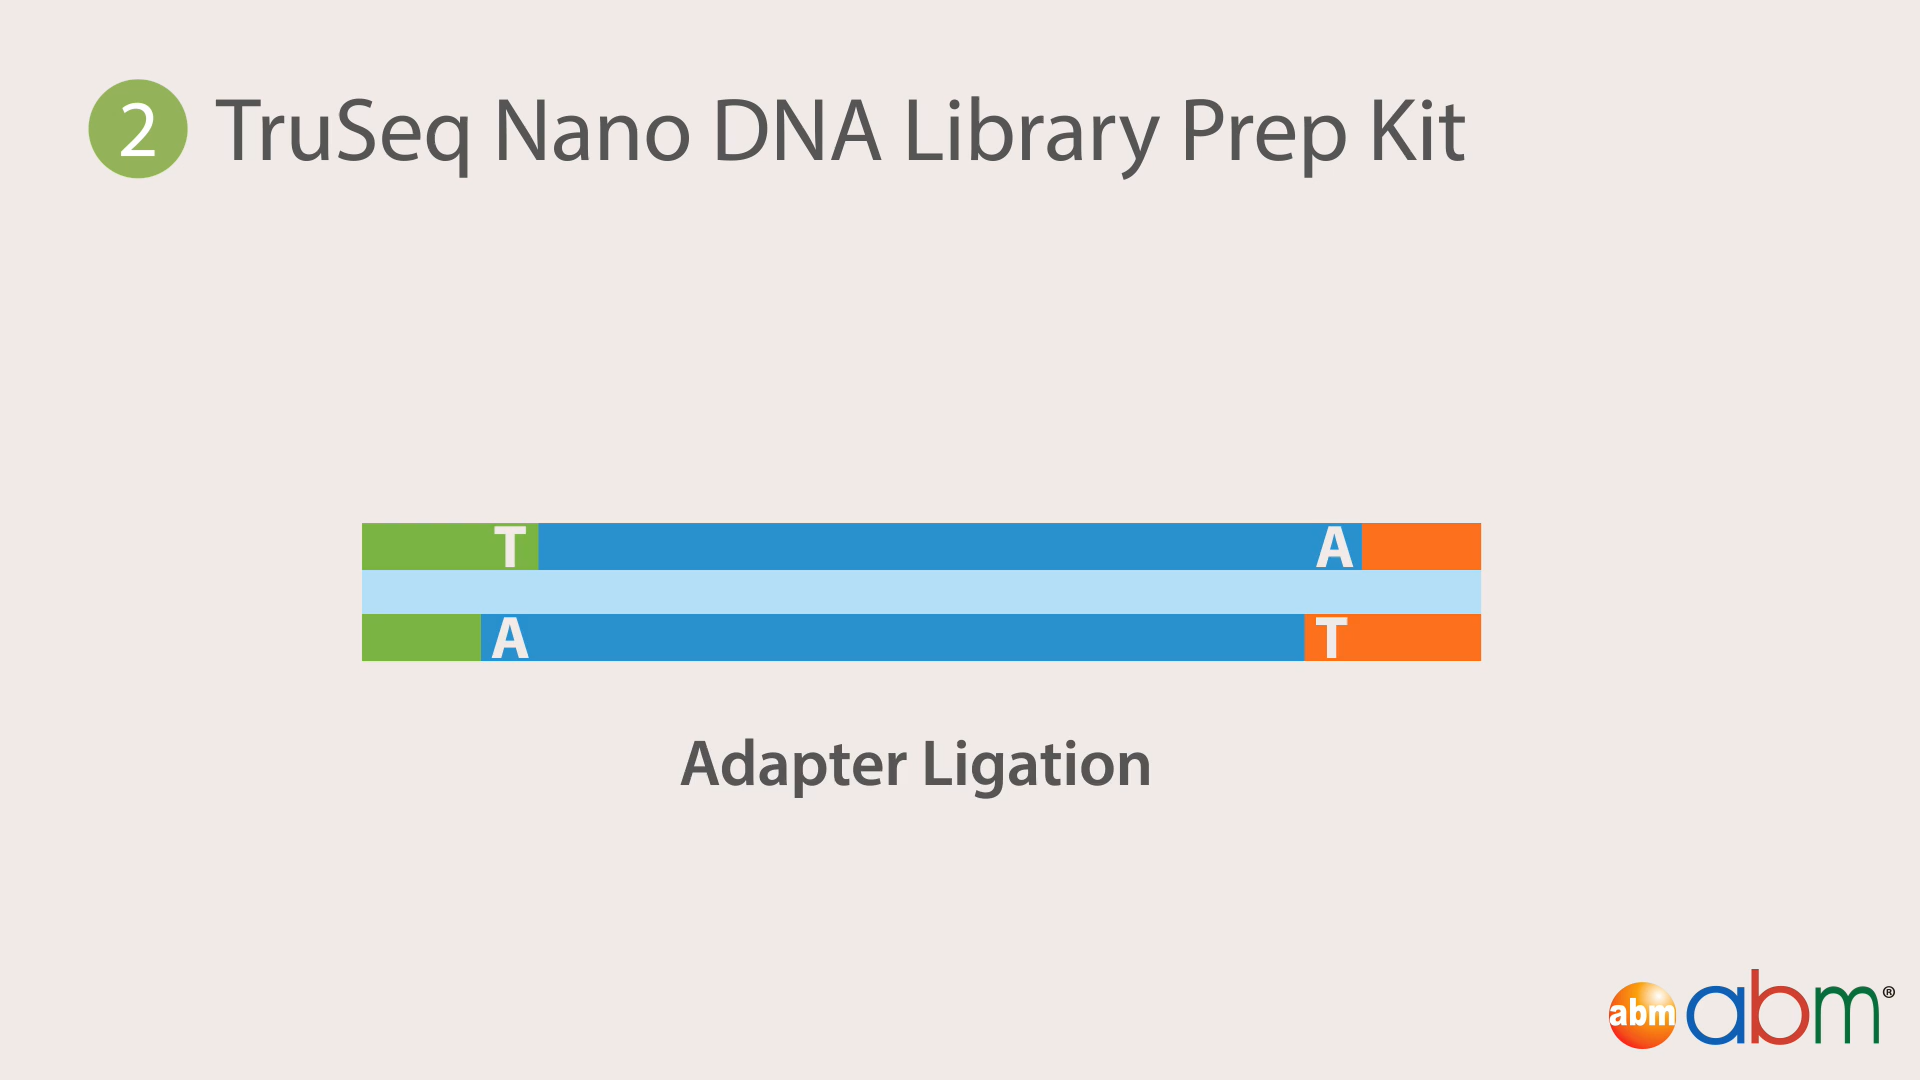 2 TruSeq Nano DNA Library Prep Kit
T A
A T
Adapter Ligation
abm abm®